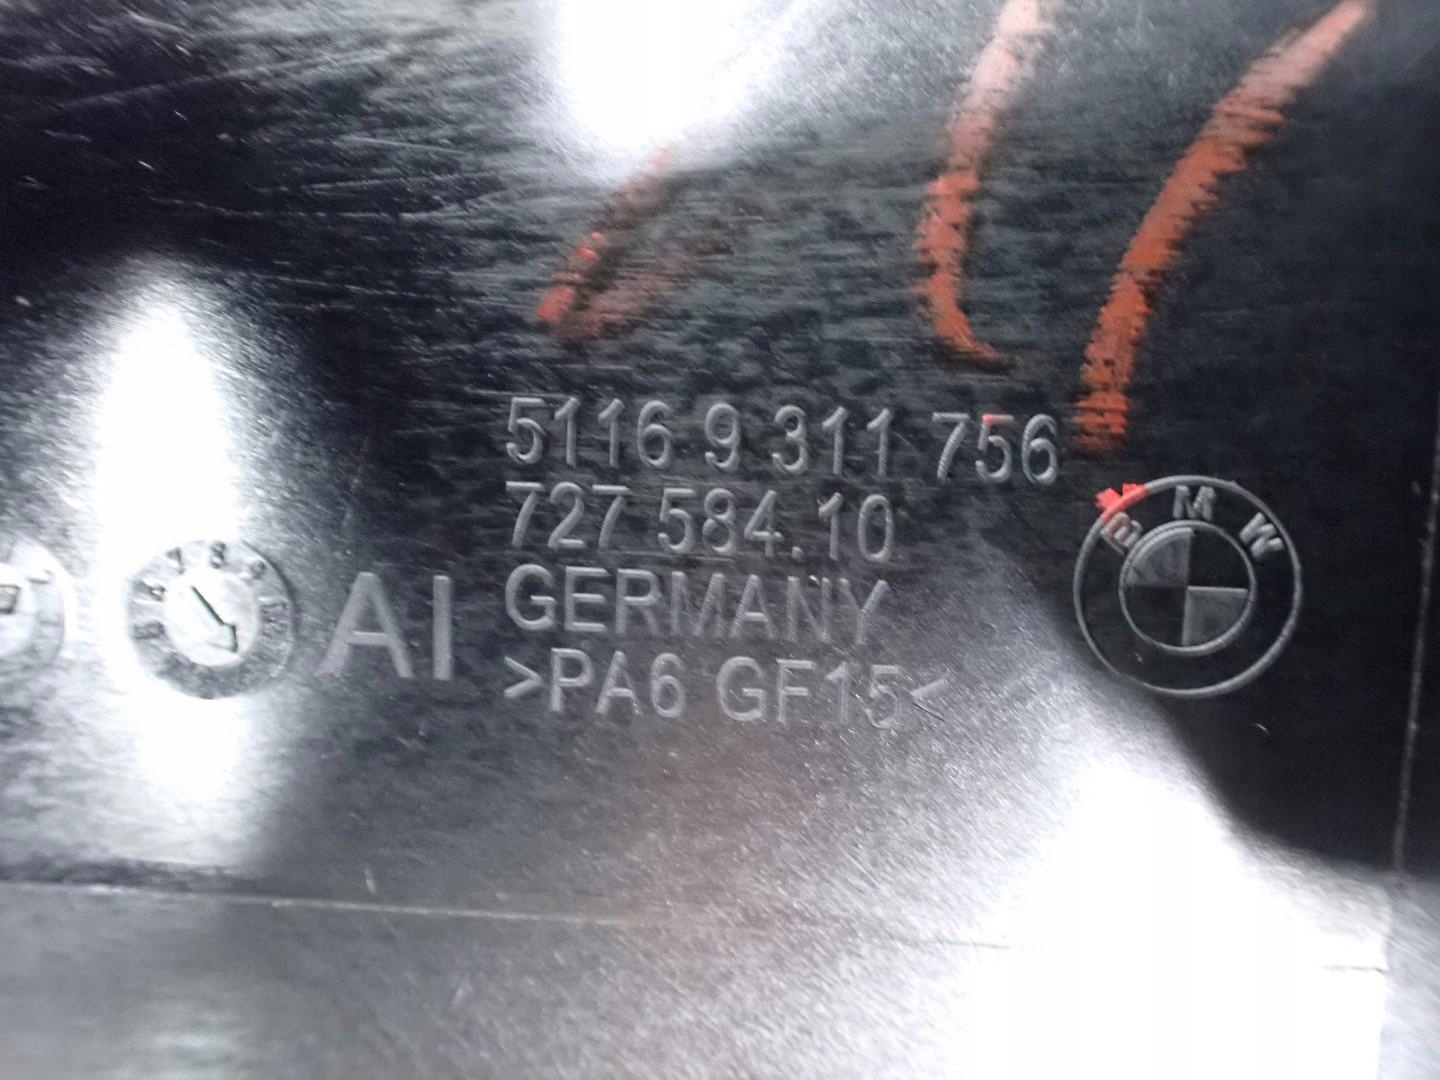 5116 9 311 756
727 584.10
AI
GERMANY
>PA6 GF15<
BMW